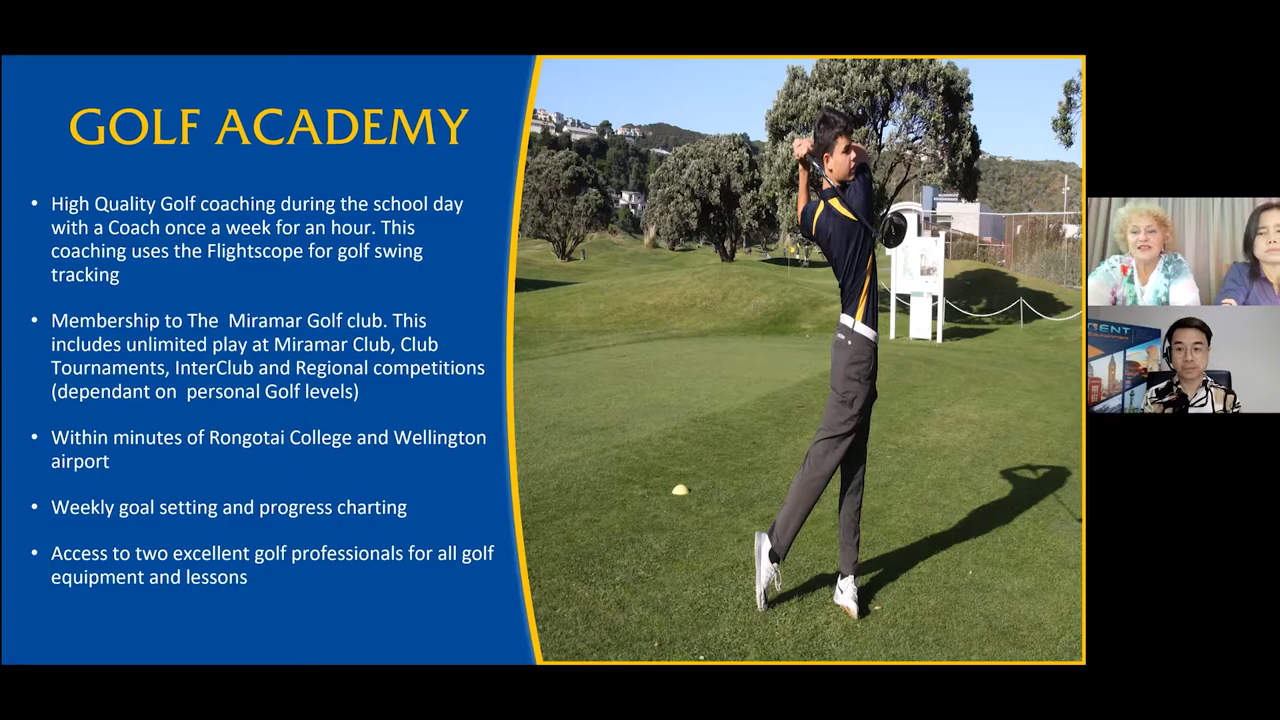 GOLF ACADEMY
• High Quality Golf coaching during the school day
with a Coach once a week for an hour. This
coaching uses the Flightscope for golf swing
tracking
• Membership to The  Miramar Golf club. This
includes unlimited play at Miramar Club, Club
Tournaments, InterClub and Regional competitions
(dependant on  personal Golf levels)
• Within minutes of Rongotai College and Wellington
airport
• Weekly goal setting and progress charting
• Access to two excellent golf professionals for all golf
equipment and lessons